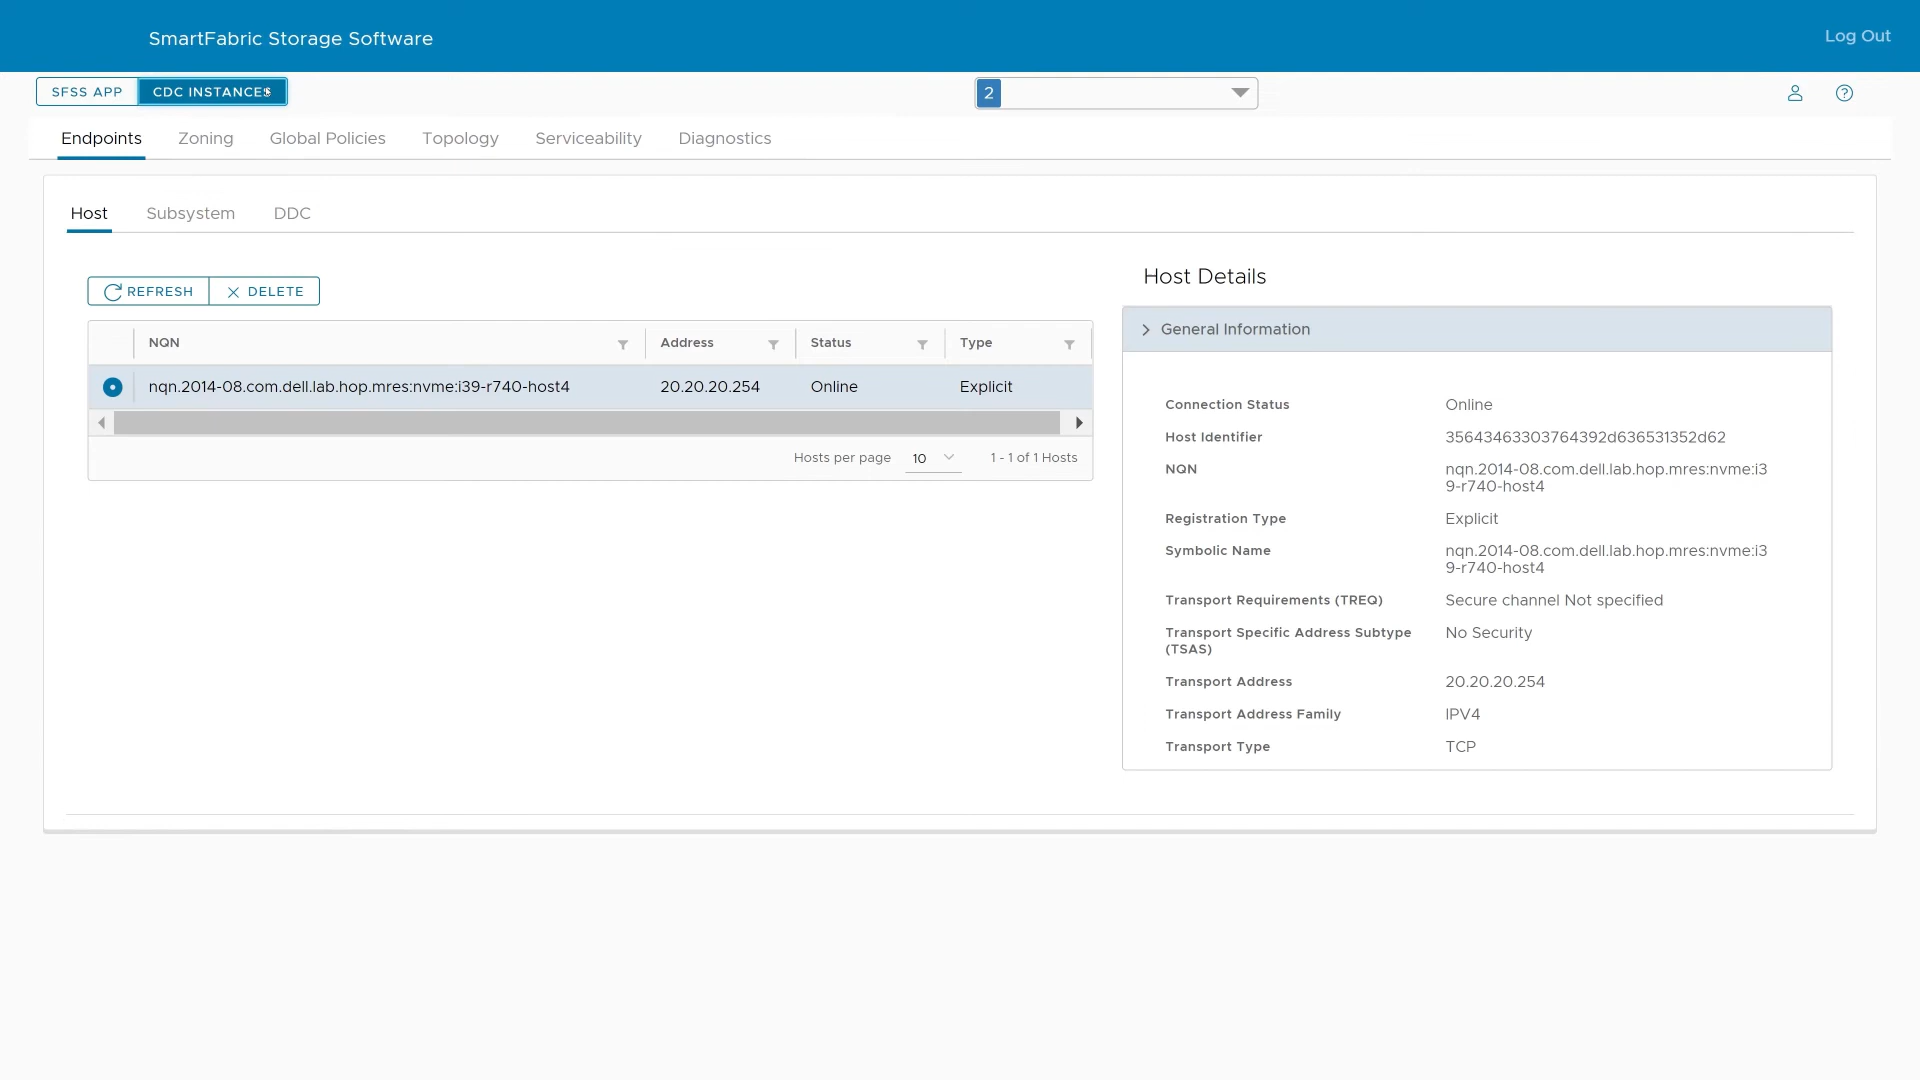 SmartFabric Storage Software
Log Out
SFSS APP
CDC INSTANCES
2
Endpoints
Zoning
Global Policies
Topology
Serviceability
Diagnostics
Host
Subsystem
DDC
REFRESH
DELETE
NQN
Address
Status
Type
nqn.2014-08.com.dell.lab.hop.mres:nvme:i39-r740-host4
20.20.20.254
Online
Explicit
Hosts per page
10
1 - 1 of 1 Hosts
Host Details
General Information
Connection Status
Online
Host Identifier
35643463303764392d636531352d62
NQN
nqn.2014-08.com.dell.lab.hop.mres:nvme:i3
9-r740-host4
Registration Type
Explicit
Symbolic Name
nqn.2014-08.com.dell.lab.hop.mres:nvme:i3
9-r740-host4
Transport Requirements (TREQ)
Secure channel Not specified
Transport Specific Address Subtype
(TSAS)
No Security
Transport Address
20.20.20.254
Transport Address Family
IPV4
Transport Type
TCP